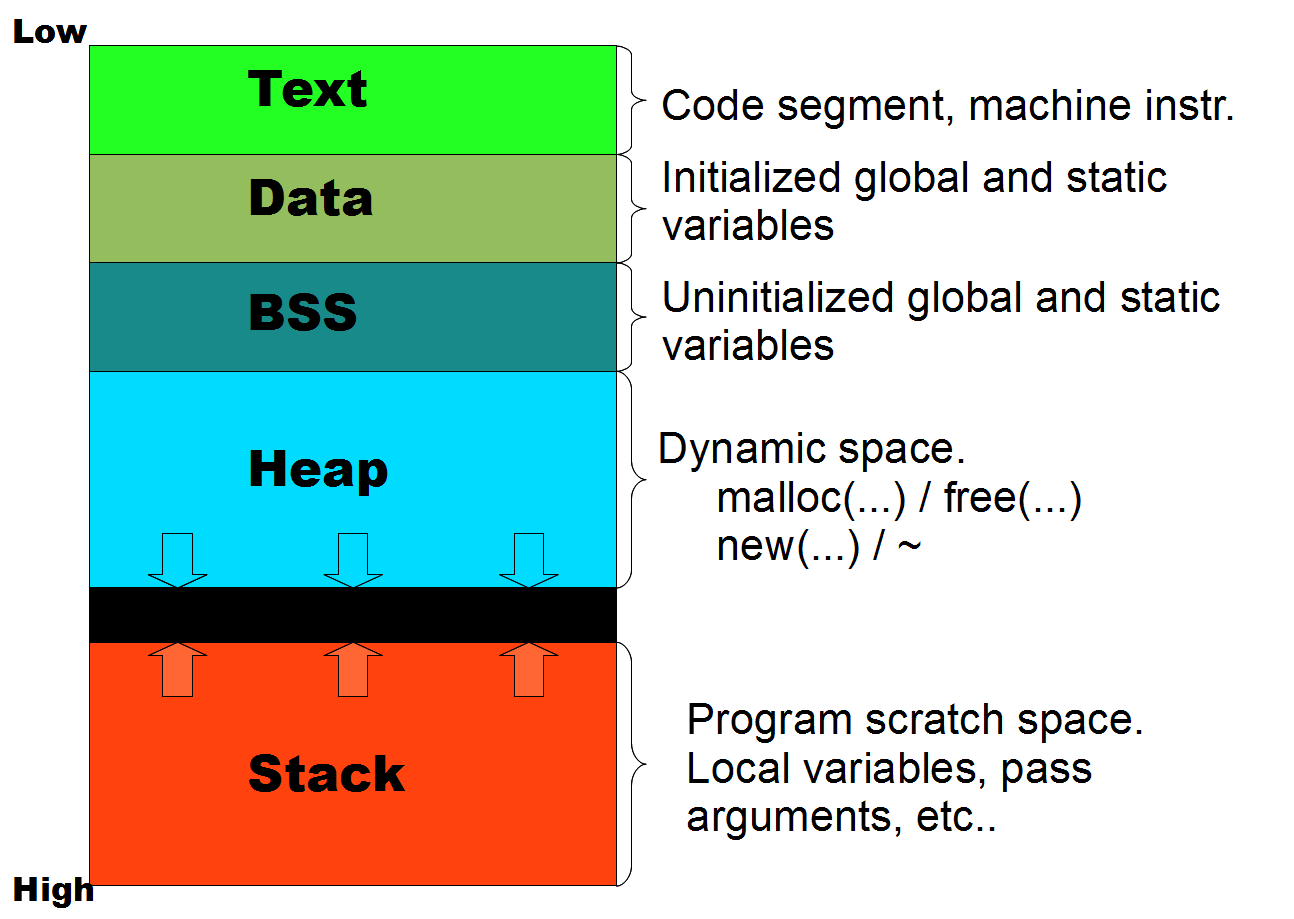 Low
Text
Code segment, machine instr.
Data
Initialized global and static
variables
BSS
Uninitialized global and static
variables
Heap
Dynamic space.
malloc(...) / free(...)
new(...) / ~
Stack
Program scratch space.
Local variables, pass
arguments, etc..
High